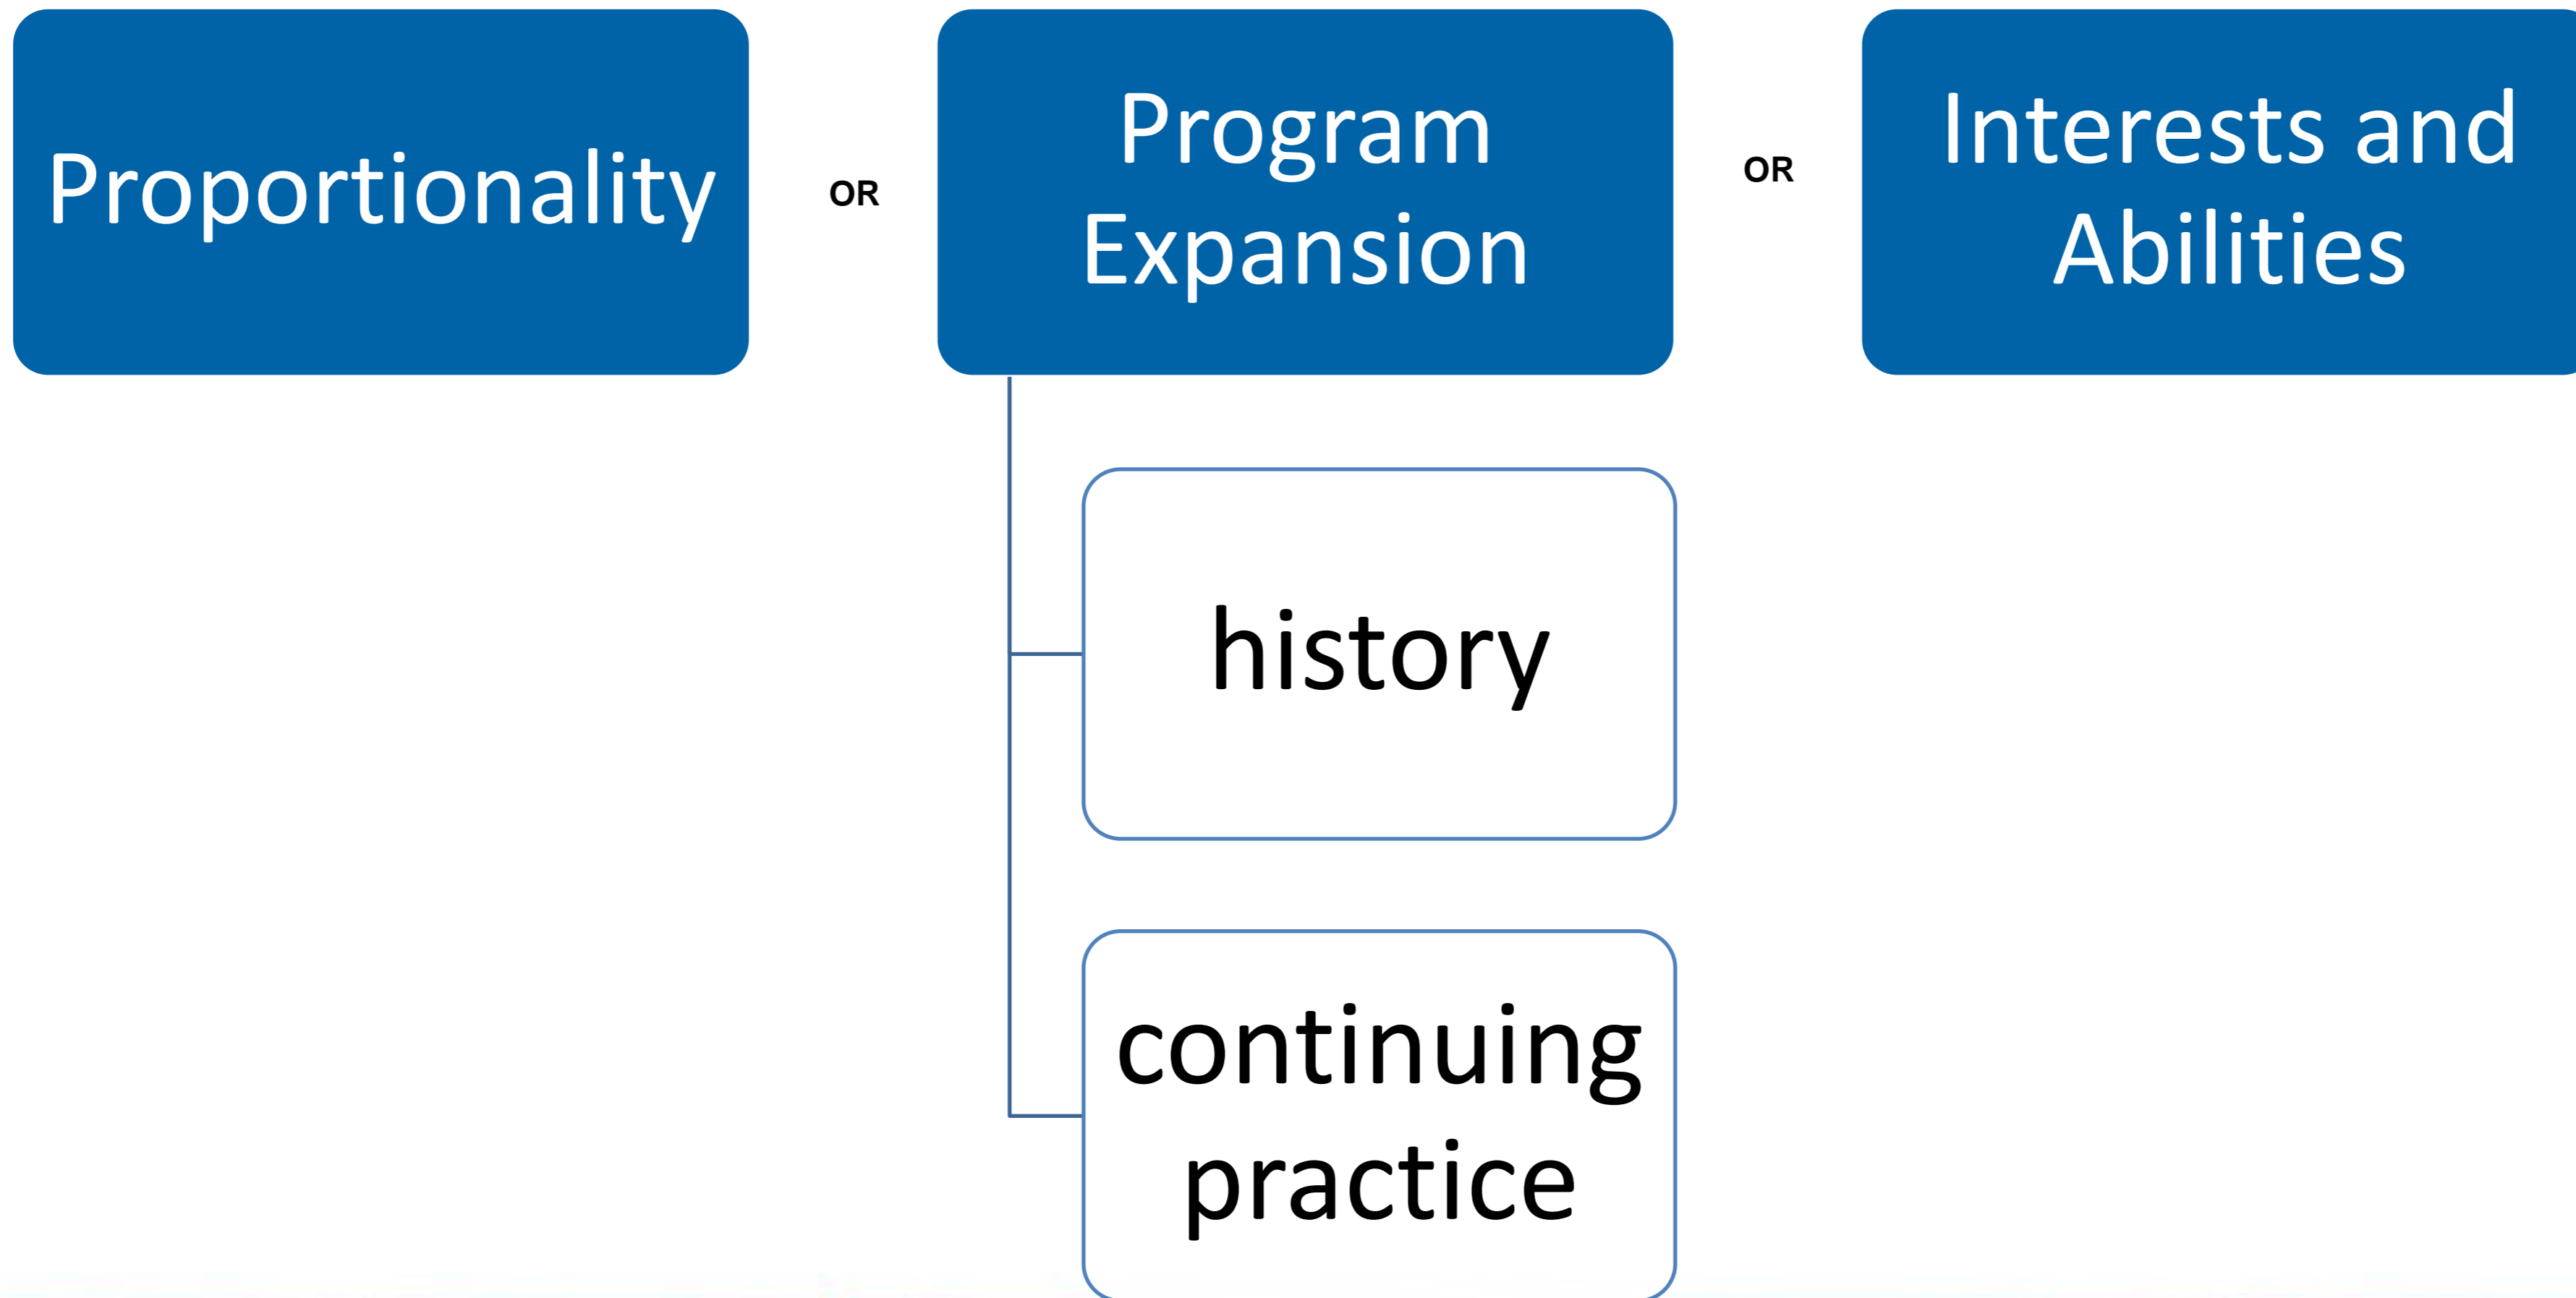 Proportionality
OR
Program
Expansion
OR
Interests and
Abilities
history
continuing
practice